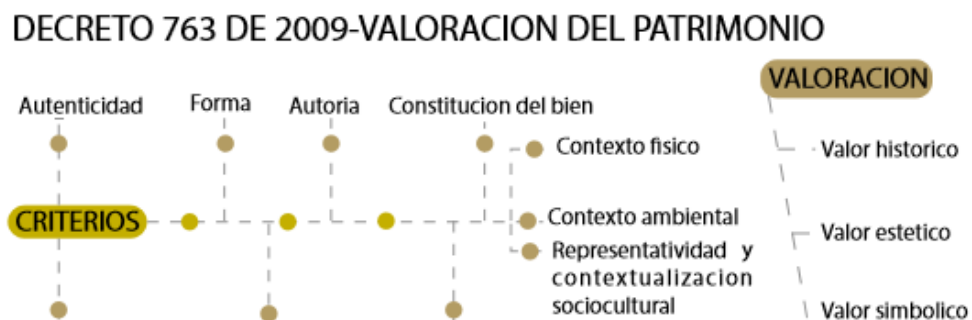 DECRETO 763 DE 2009-VALORACION DEL PATRIMONIO
VALORACION
Autenticidad
Forma
Autoria
Constitucion del bien
Contexto fisico
Valor historico
CRITERIOS
Contexto ambiental
Valor estetico
Representatividad y
contextualizacion
sociocultural
Valor simbolico